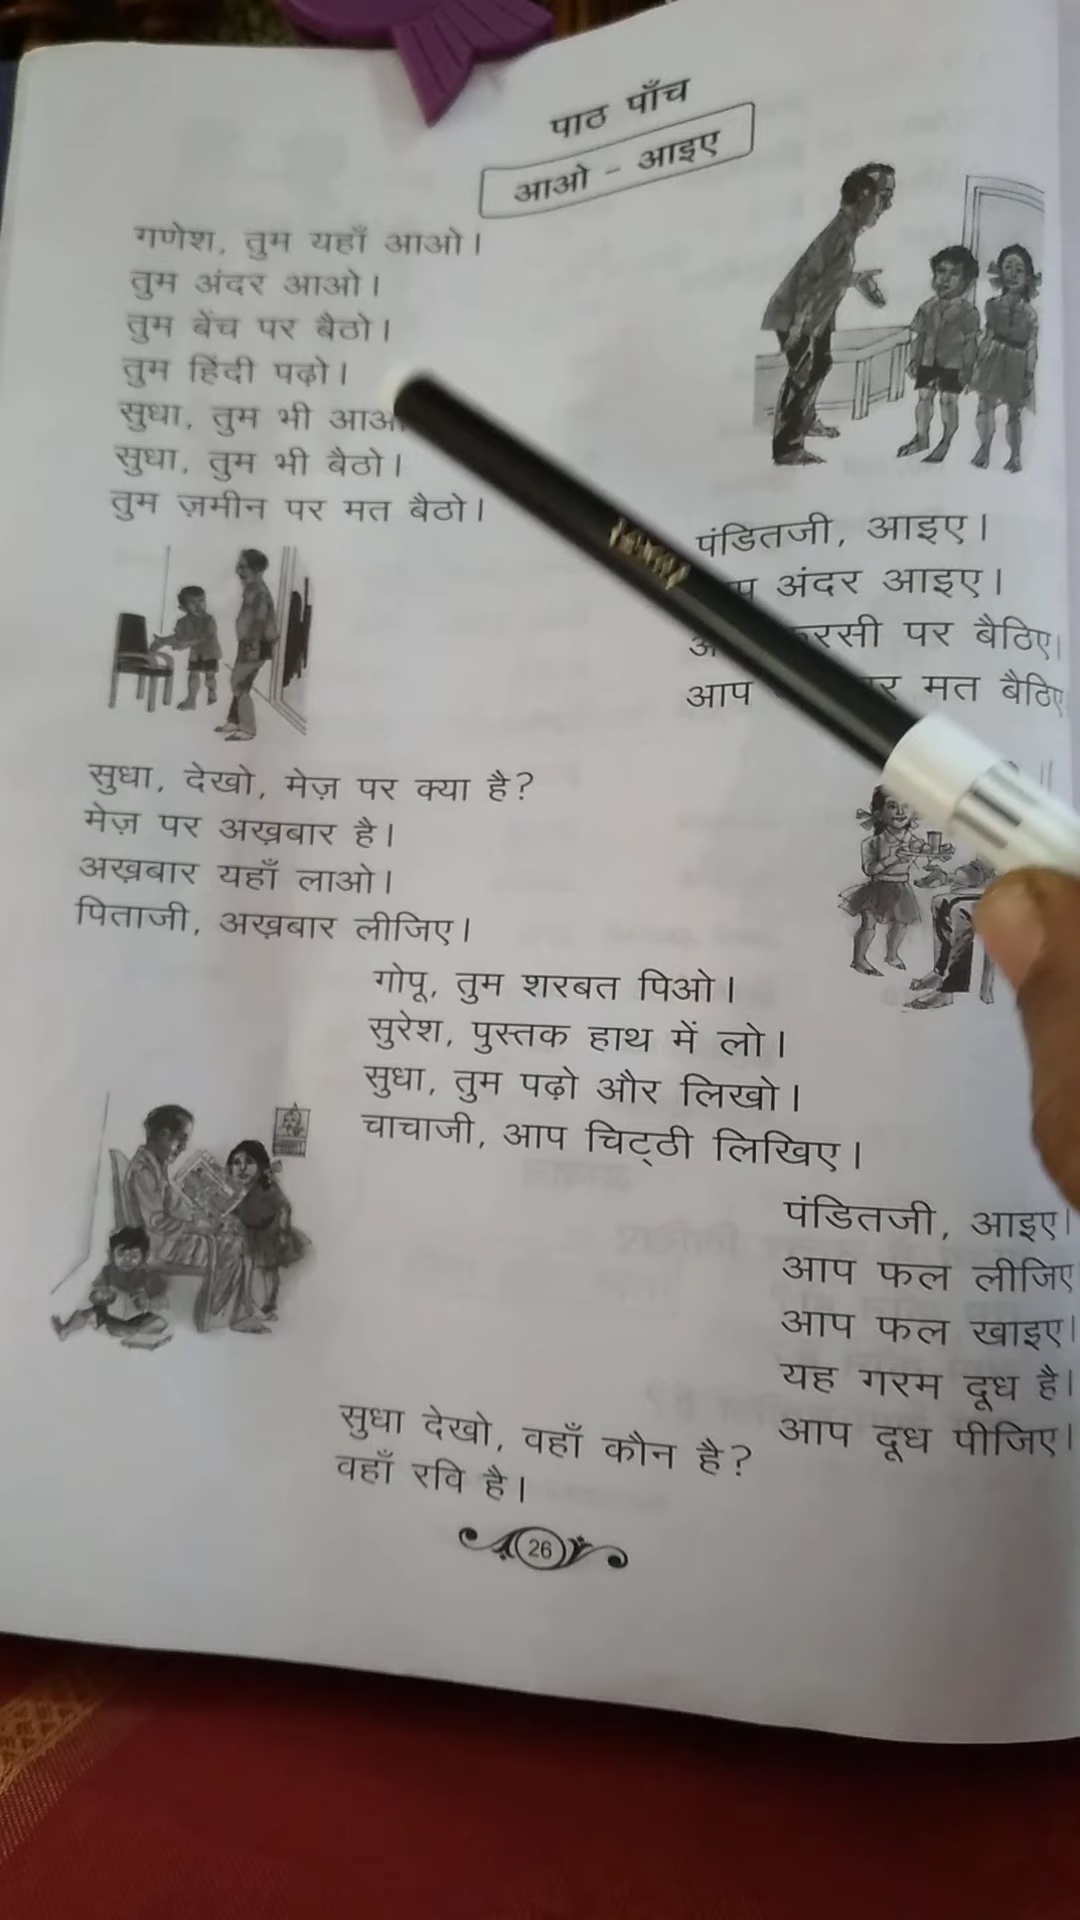 पाठ पाँच
आओ - आइए
गणेश, तुम यहाँ आओ।
तुम अंदर आओ।
तुम बेंच पर बैठो।
तुम हिंदी पढ़ो।
सुधा, तुम भी
सुधा, तुम भी बैठो।
तुम ज़मीन पर मत बैठो।
पंडितजी, आइए।
अंदर आइए।
पर बैठिए।
आप मत बैठिए
सुधा, देखो, मेज़ पर क्या है?
मेज़ पर अख़बार है।
अख़बार यहाँ लाओ।
पिताजी, अख़बार लीजिए।
गोपू, तुम शरबत पिओ।
सुरेश, पुस्तक हाथ में लो।
सुधा, तुम पढ़ो और लिखो।
चाचाजी, आप चिट्ठी लिखिए।
पंडितजी, आइए।
आप फल लीजिए
आप फल खाइए।
यह गरम दूध है।
आप दूध पीजिए।
सुधा देखो, वहाँ कौन है?
वहाँ रवि है।
26